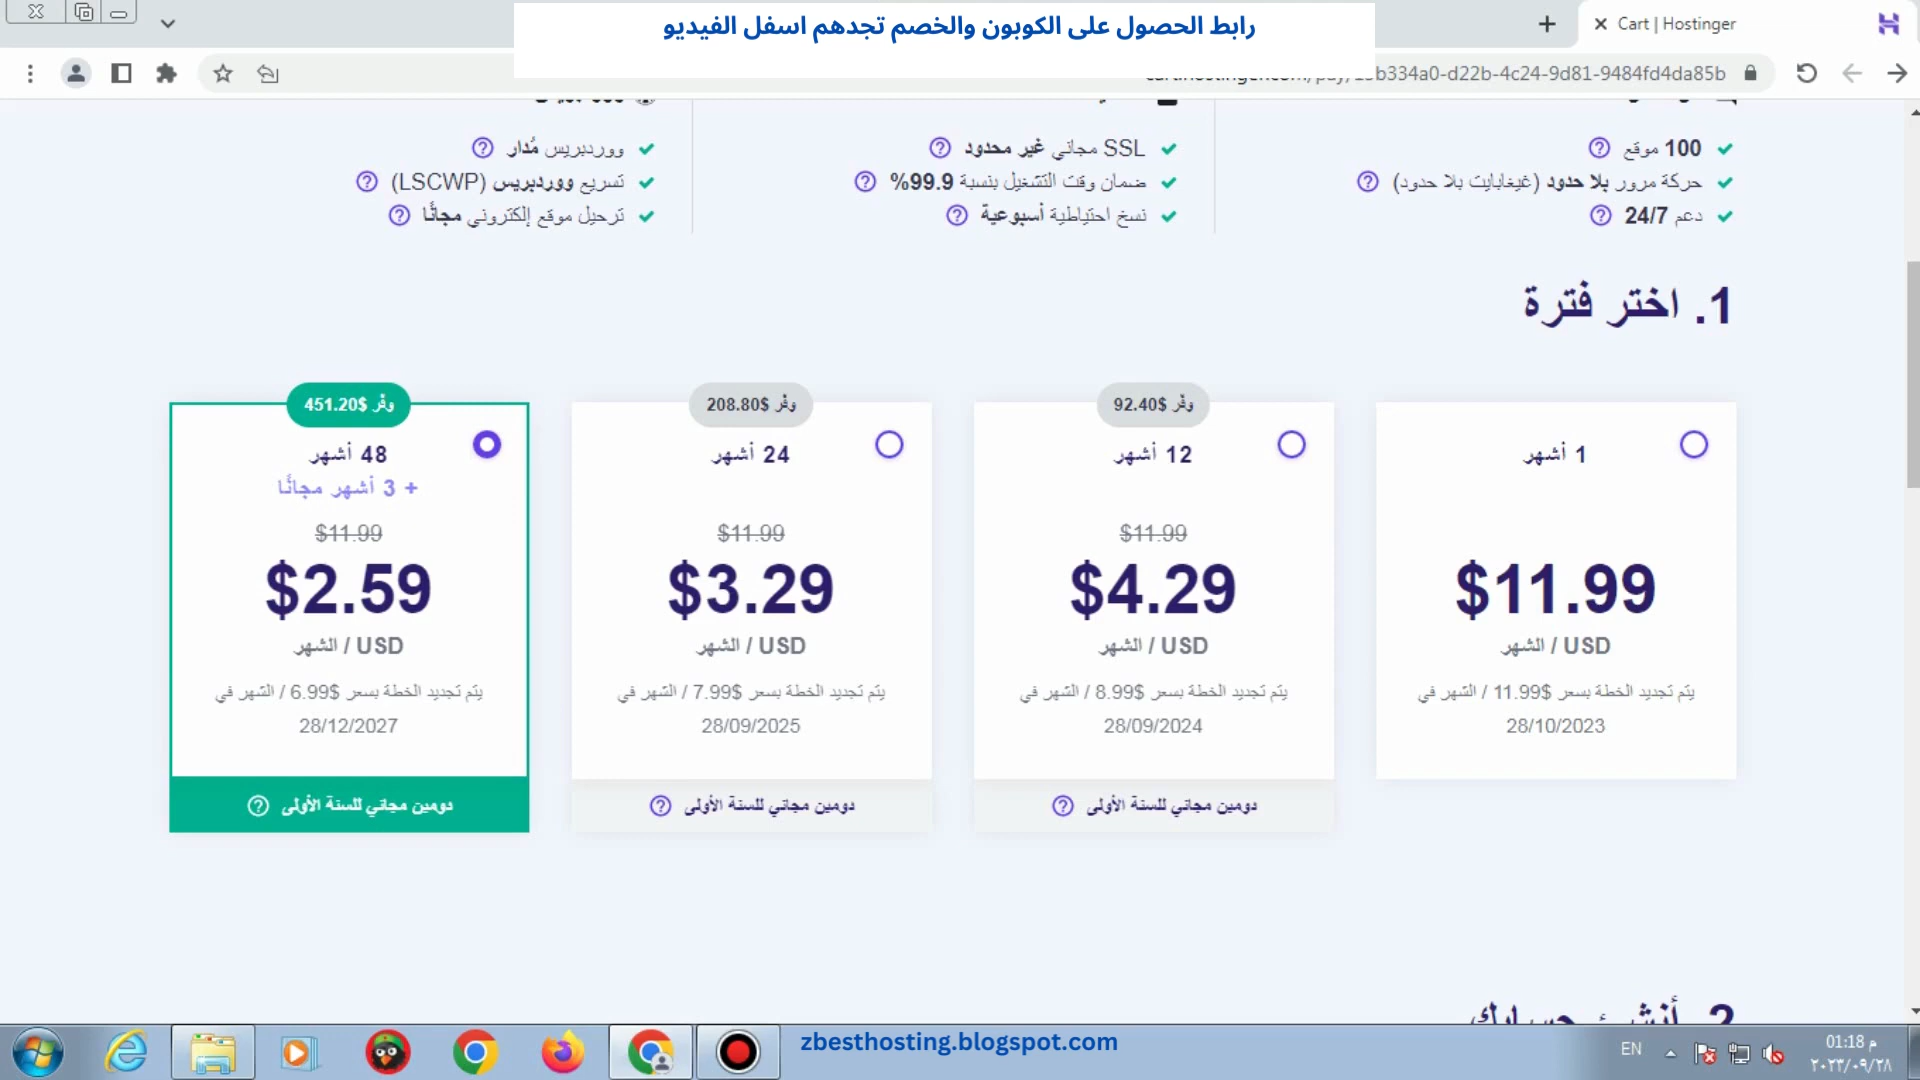 رابط الحصول على الكوبون والخصم تجدهم اسفل الفيديو
Cart | Hostinger
b334a0-d22b-4c24-9d81-9484fd4da85b
100 موقع
حركة مرور بلا حدود (غيغابايت بلا حدود)
دعم 24/7
SSL مجاني غير محدود
ضمان وقت التشغيل بنسبة 99.9%
نسخ احتياطية أسبوعية
ووردبريس مُدار
تسريع ووردبريس (LSCWP)
ترحيل موقع إلكتروني مجانًا
1. اختر فترة
1 أشهر
$11.99
USD / الشهر
يتم تجديد الخطة بسعر $11.99 / الشهر في
28/10/2023
وفّر $92.40
12 أشهر
$11.99
$4.29
USD / الشهر
يتم تجديد الخطة بسعر $8.99 / الشهر في
28/09/2024
دومين مجاني للسنة الأولى
وفّر $208.80
24 أشهر
$11.99
$3.29
USD / الشهر
يتم تجديد الخطة بسعر $7.99 / الشهر في
28/09/2025
دومين مجاني للسنة الأولى
وفّر $451.20
48 أشهر
+ 3 أشهر مجانًا
$11.99
$2.59
USD / الشهر
يتم تجديد الخطة بسعر $6.99 / الشهر في
28/12/2027
دومين مجاني للسنة الأولى
2. أنشئ حسابك
zbesthosting.blogspot.com
EN
01:18 م
٢٠٢٣/٠٩/٢٨